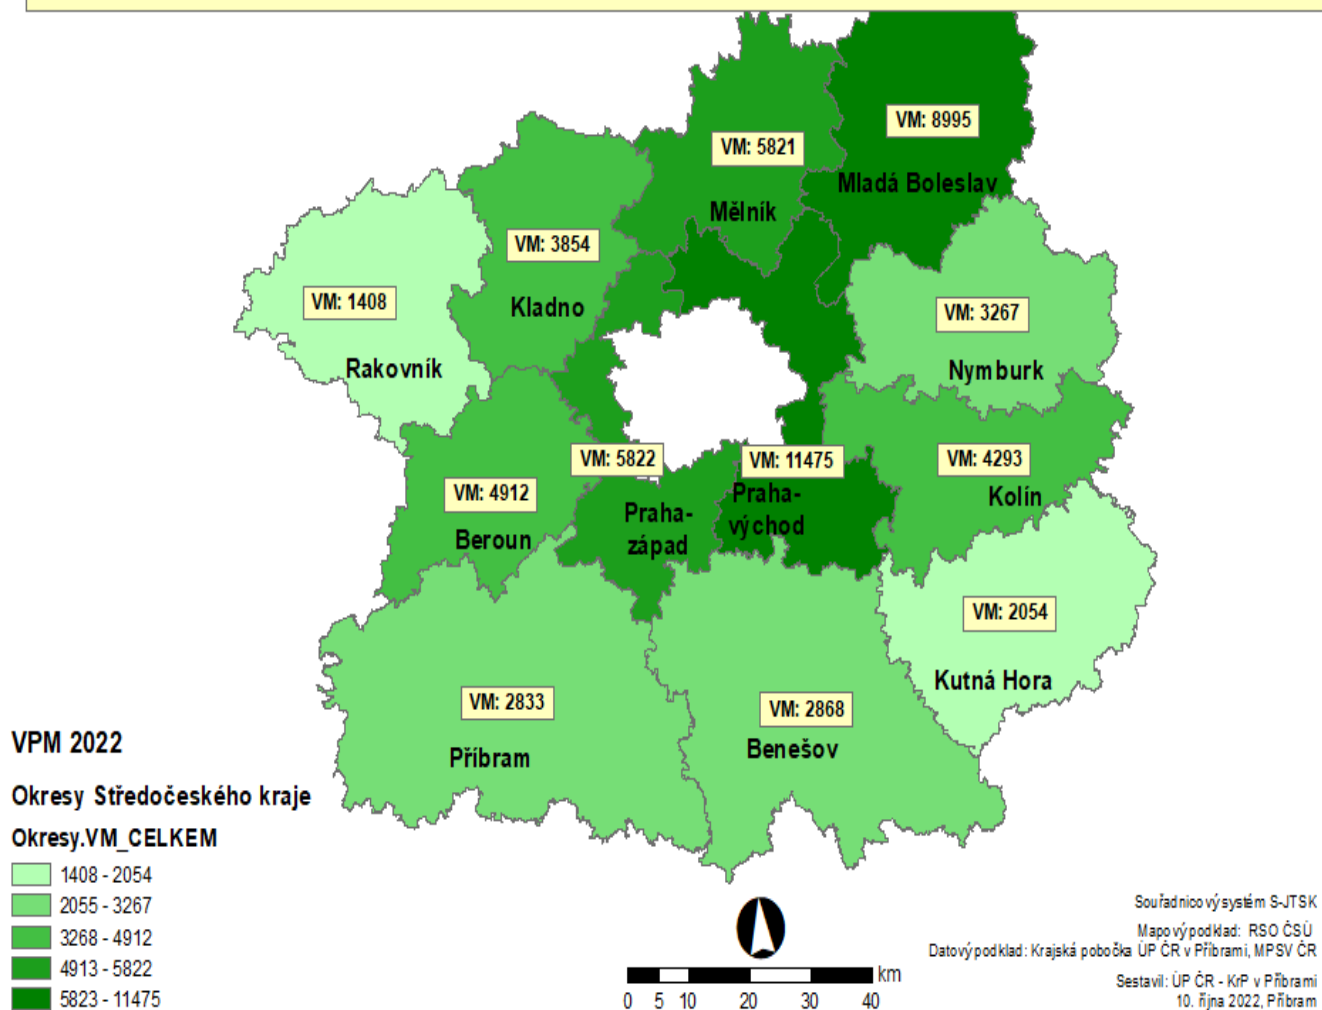 VM: 8995
VM: 5821
Mladá Boleslav
Mělník
VM: 3854
VM: 1408
Kladno
VM: 3267
Rakovník
Nymburk
VM: 5822
VM: 11475
VM: 4293
VM: 4912
Kolín
Praha-
východ
Praha-
západ
Beroun
VM: 2054
Kutná Hora
VM: 2833
VM: 2868
Příbram
Benešov
VPM 2022
Okresy Středočeského kraje
Okresy.VM_CELKEM
1408 - 2054
2055 - 3267
3268 - 4912
4913 - 5822
5823 - 11475
km
0 5 10 20 30 40
Souřadnicový systém S-JTSK
Mapový podklad: RSO ČSÚ
Datový podklad: Krajská pobočka ÚP ČR v Příbrami, MPSV ČR
Sestavil: ÚP ČR - KrP v Příbrami
10. října 2022, Příbram